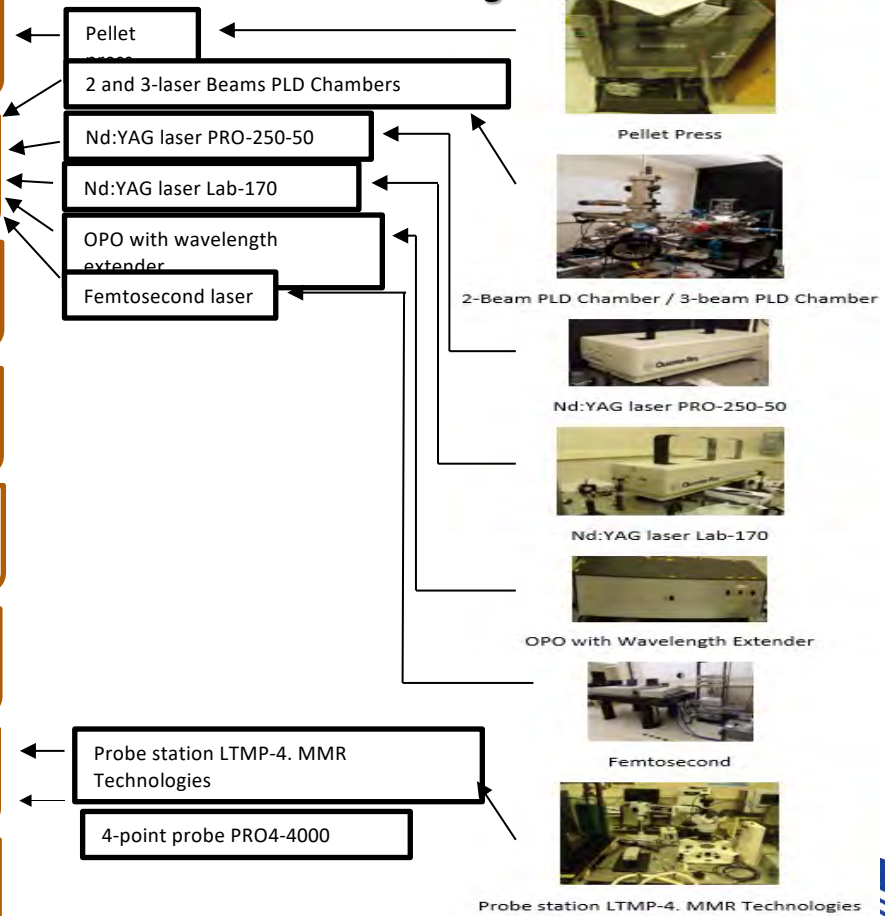 Pellet
press
Pellet Press
2 and 3-laser Beams PLD Chambers
2-Beam PLD Chamber / 3-beam PLD Chamber
Nd:YAG laser PRO-250-50
Nd:YAG laser PRO-250-50
Nd:YAG laser Lab-170
Nd:YAG laser Lab-170
OPO with wavelength
extender
OPO with Wavelength Extender
Femtosecond laser
Femtosecond
Probe station LTMP-4. MMR
Technologies
4-point probe PRO4-4000
Probe station LTMP-4. MMR Technologies